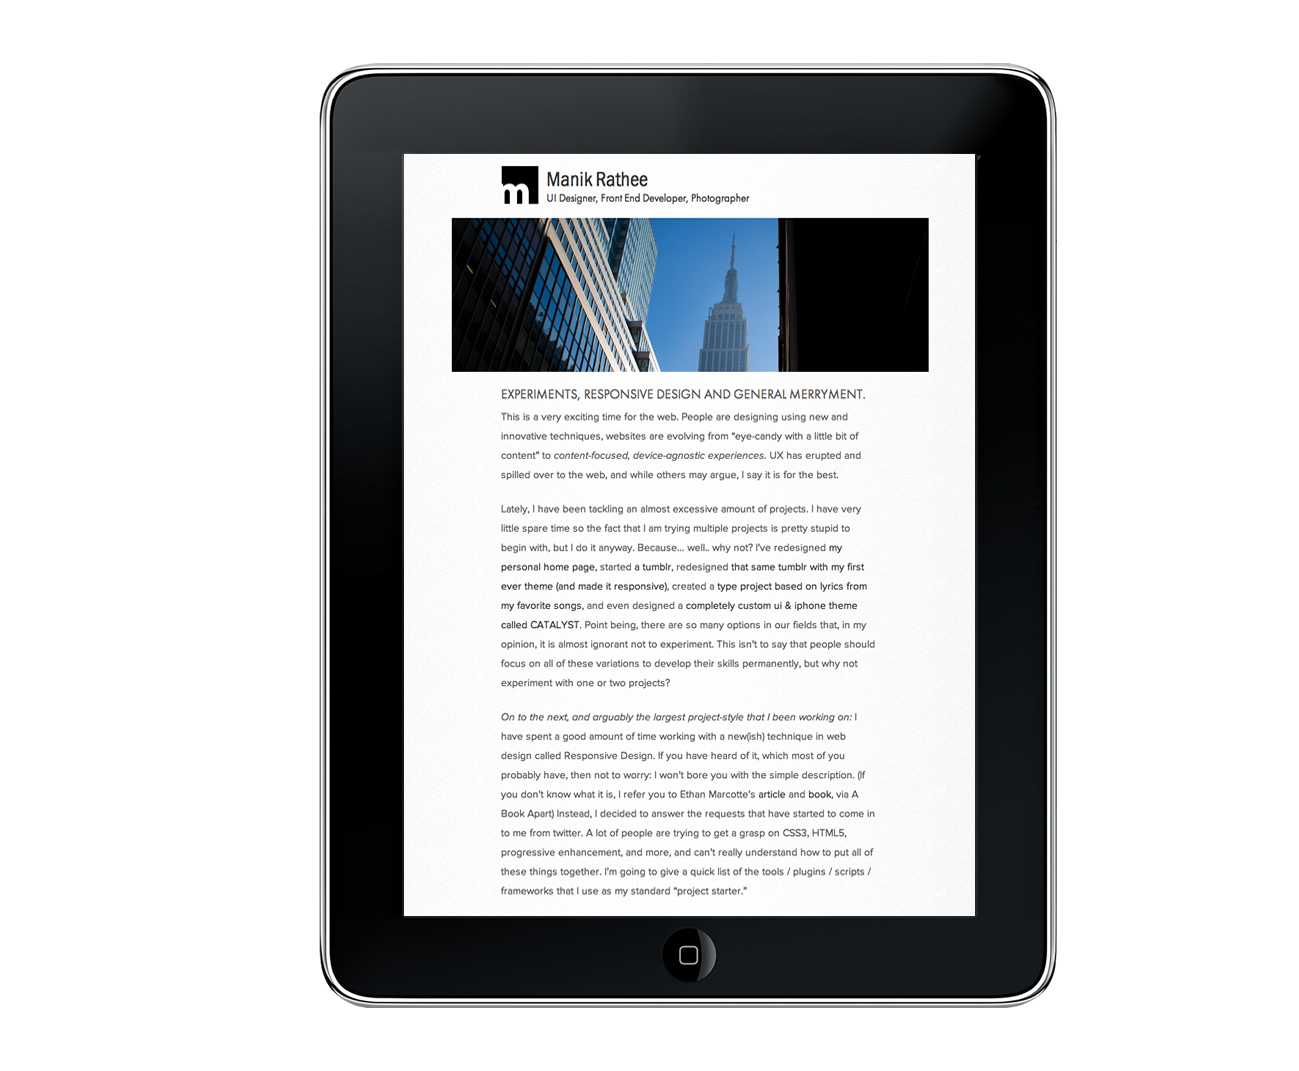 m
Manik Rathee
UI Designer, Front End Developer, Photographer
EXPERIMENTS, RESPONSIVE DESIGN AND GENERAL MERRYMENT.
This is a very exciting time for the web. People are designing using new and
innovative techniques, websites are evolving from “eye-candy with a little bit of
content” to content-focused, device-agnostic experiences. UX has erupted and
spilled over to the web, and while others may argue, I say it is for the best.
Lately, I have been tackling an almost excessive amount of projects. I have very
little spare time so the fact that I am trying multiple projects is pretty stupid to
begin with, but I do it anyway. Because... well.. why not? I’ve redesigned my
personal home page, started a tumblr, redesigned that same tumblr with my first
ever theme (and made it responsive), created a type project based on lyrics from
my favorite songs, and even designed a completely custom ui & iphone theme
called CATALYST. Point being, there are so many options in our fields that, in my
opinion, it is almost ignorant not to experiment. This isn’t to say that people should
focus on all of these variations to develop their skills permanently, but why not
experiment with one or two projects?
On to the next, and arguably the largest project-style that I been working on: I
have spent a good amount of time working with a new(ish) technique in web
design called Responsive Design. If you have heard of it, which most of you
probably have, then not to worry: I won’t bore you with the simple description. (If
you don’t know what it is, I refer you to Ethan Marcotte’s article and book, via A
Book Apart) Instead, I decided to answer the requests that have started to come in
to me from twitter. A lot of people are trying to get a grasp on CSS3, HTML5,
progressive enhancement, and more, and can’t really understand how to put all of
these things together. I’m going to give a quick list of the tools / plugins / scripts /
frameworks that I use as my standard “project starter.”